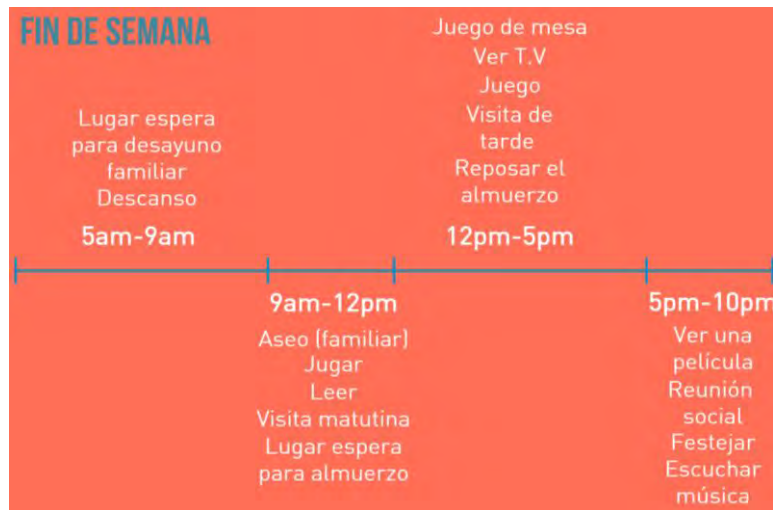 FIN DE SEMANA
Lugar espera
para desayuno
familiar
Descanso
5am-9am
9am-12pm
Aseo (familiar)
Jugar
Leer
Visita matutina
Lugar espera
para almuerzo
Juego de mesa
Ver T.V
Juego
Visita de
tarde
Reposar el
almuerzo
12pm-5pm
5pm-10pm
Ver una
película
Reunión
social
Festejar
Escuchar
música